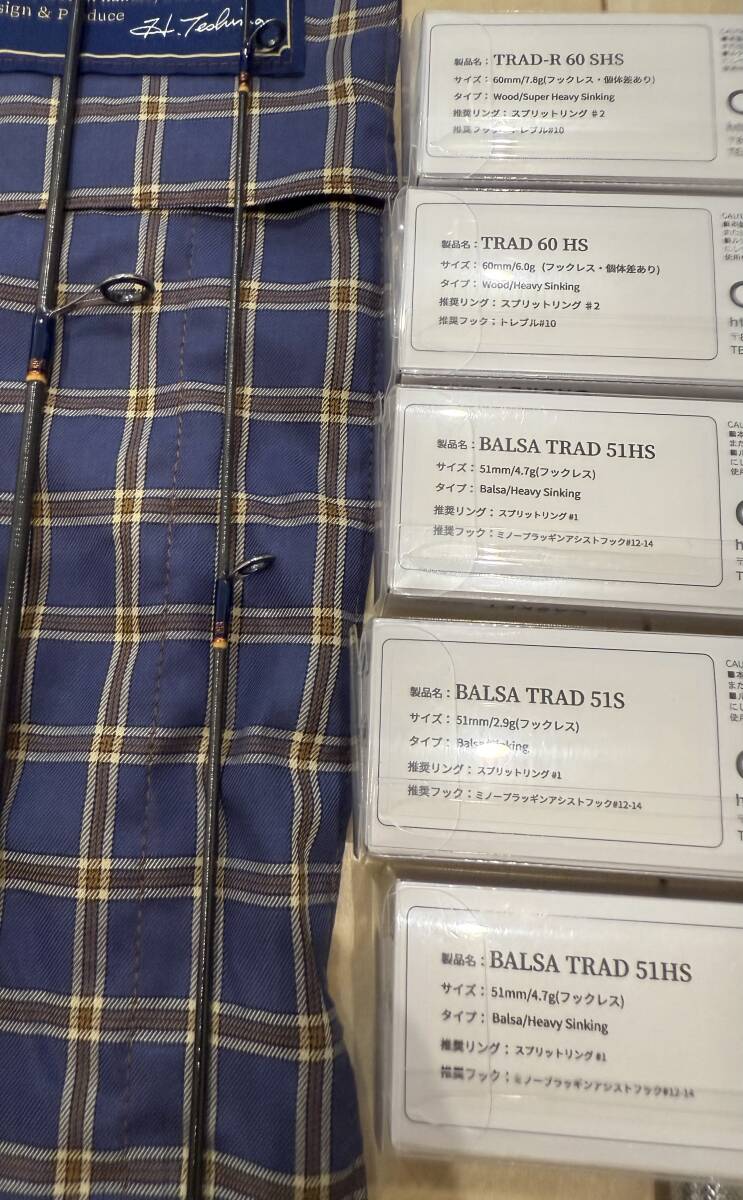 sign & Produce
H. Teshima
製品名：TRAD-R 60 SHS
サイズ：60mm/7.8g(フックレス・個体差あり)
タイプ：Wood/Super Heavy Sinking
推奨リング：スプリットリング #2
推奨フック：トレブル#10
製品名：TRAD 60 HS
サイズ：60mm/6.0g (フックレス・個体差あり)
タイプ：Wood/Heavy Sinking
推奨リング：スプリットリング #2
推奨フック：トレブル#10
製品名：BALSA TRAD 51HS
サイズ：51mm/4.7g(フックレス)
タイプ：Balsa/Heavy Sinking
推奨リング：スプリットリング#1
推奨フック：ミノープラッギンアシストフック#12-14
製品名：BALSA TRAD 51S
サイズ：51mm/2.9g(フックレス)
タイプ：Balsa/Sinking
推奨リング：スプリットリング#1
推奨フック：ミノープラッギンアシストフック#12-14
製品名：BALSA TRAD 51HS
サイズ：51mm/4.7g(フックレス)
タイプ：Balsa/Heavy Sinking
推奨リング：スプリットリング#1
推奨フック：ミノープラッギンアシストフック#12-14